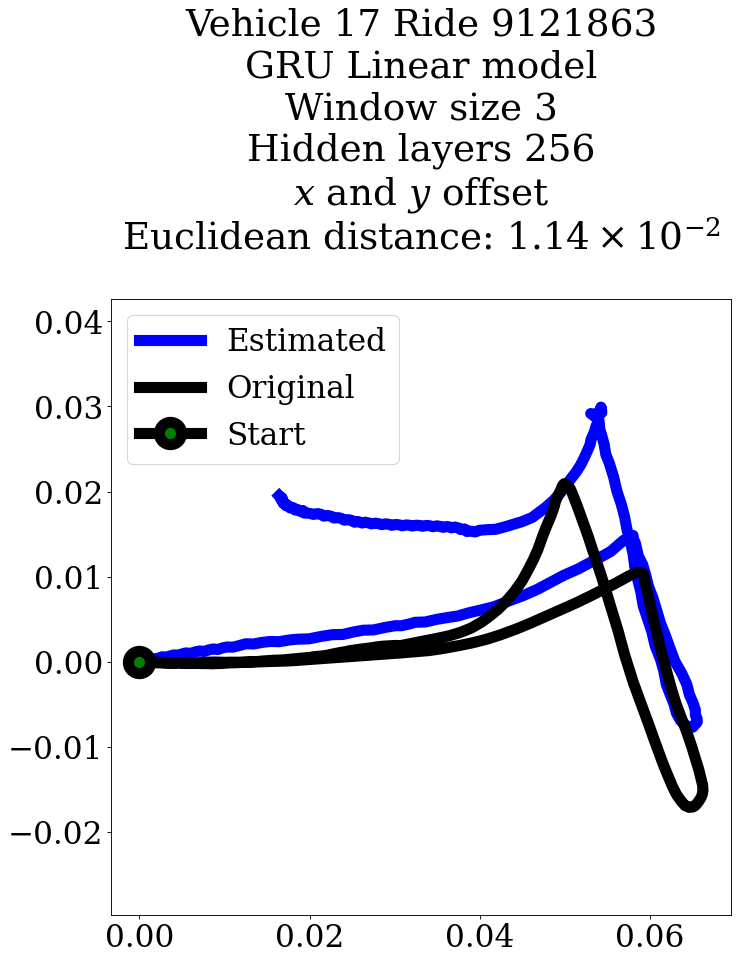 Vehicle 17 Ride 9121863
GRU Linear model
Window size 3
Hidden layers 256
x and y offset
Euclidean distance: 1.14 × 10⁻²
Estimated
Original
Start
0.04
0.03
0.02
0.01
0.00
−0.01
−0.02
0.00 0.02 0.04 0.06